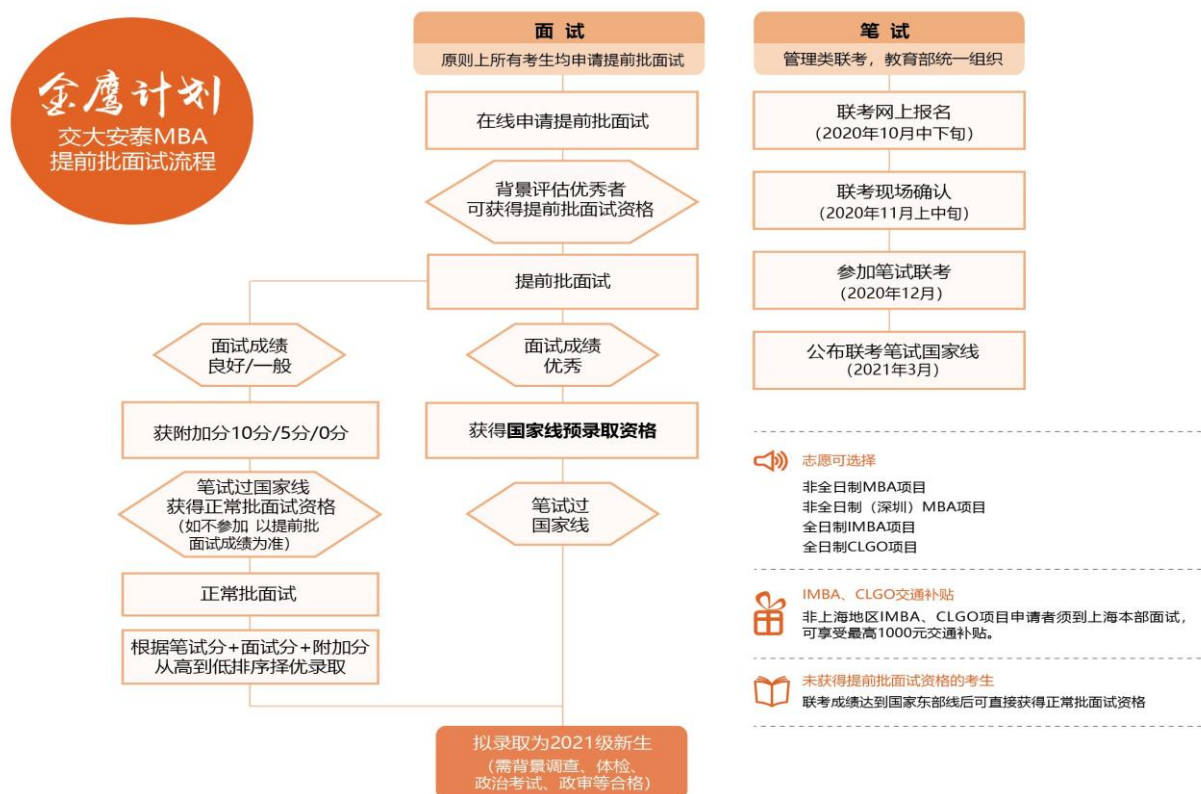 金鹰计划
交大安泰MBA
提前批面试流程
面 试
原则上所有考生均申请提前批面试
在线申请提前批面试
背景评估优秀者
可获得提前批面试资格
提前批面试
面试成绩
良好/一般
获附加分10分/5分/0分
笔试过国家线
获得正常批面试资格
(如不参加 以提前批
面试成绩为准)
正常批面试
根据笔试分+面试分+附加分
从高到低排序择优录取
面试成绩
优秀
获得国家线预录取资格
笔试过
国家线
拟录取为2021级新生
(需背景调查、体检、
政治考试、政审等合格)
笔 试
管理类联考，教育部统一组织
联考网上报名
(2020年10月中下旬)
联考现场确认
(2020年11月上中旬)
参加笔试联考
(2020年12月)
公布联考笔试国家线
(2021年3月)
志愿可选择
非全日制MBA项目
非全日制（深圳）MBA项目
全日制IMBA项目
全日制CLGO项目
IMBA、CLGO交通补贴
非上海地区IMBA、CLGO项目申请者须到上海本部面试，
可享受最高1000元交通补贴。
未获得提前批面试资格的考生
联考成绩达到国家东部线后可直接获得正常批面试资格